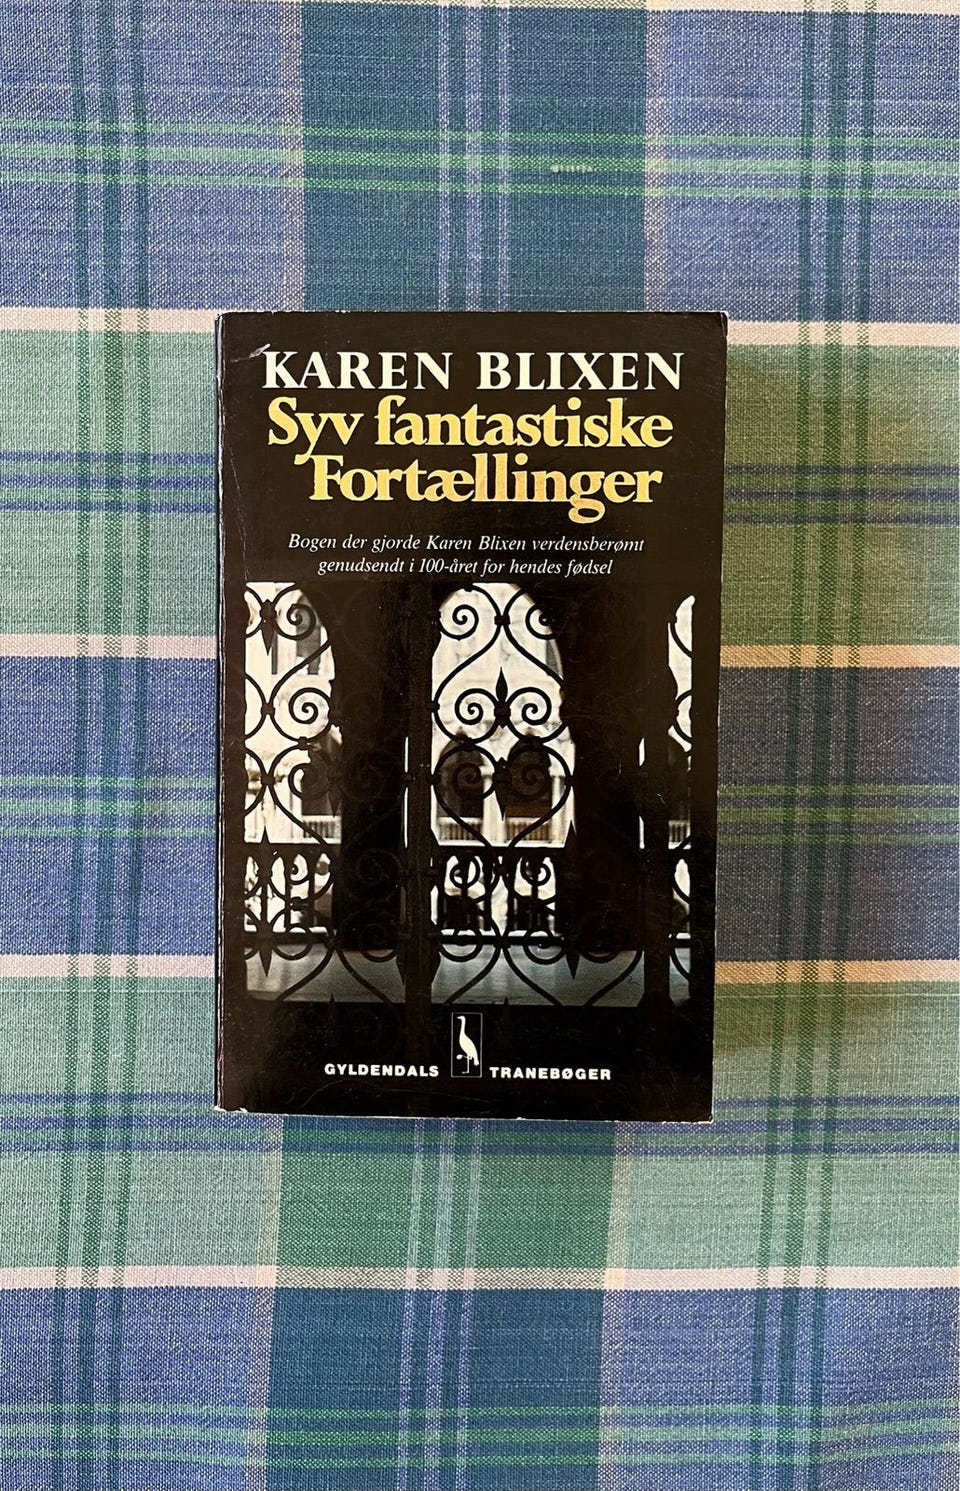 KAREN BLIXEN
Syv fantastiske
Fortællinger
Bogen der gjorde Karen Blixen verdensberømt
genudsendt i 100-året for hendes fødsel
GYLDENDALS TRANEBØGER